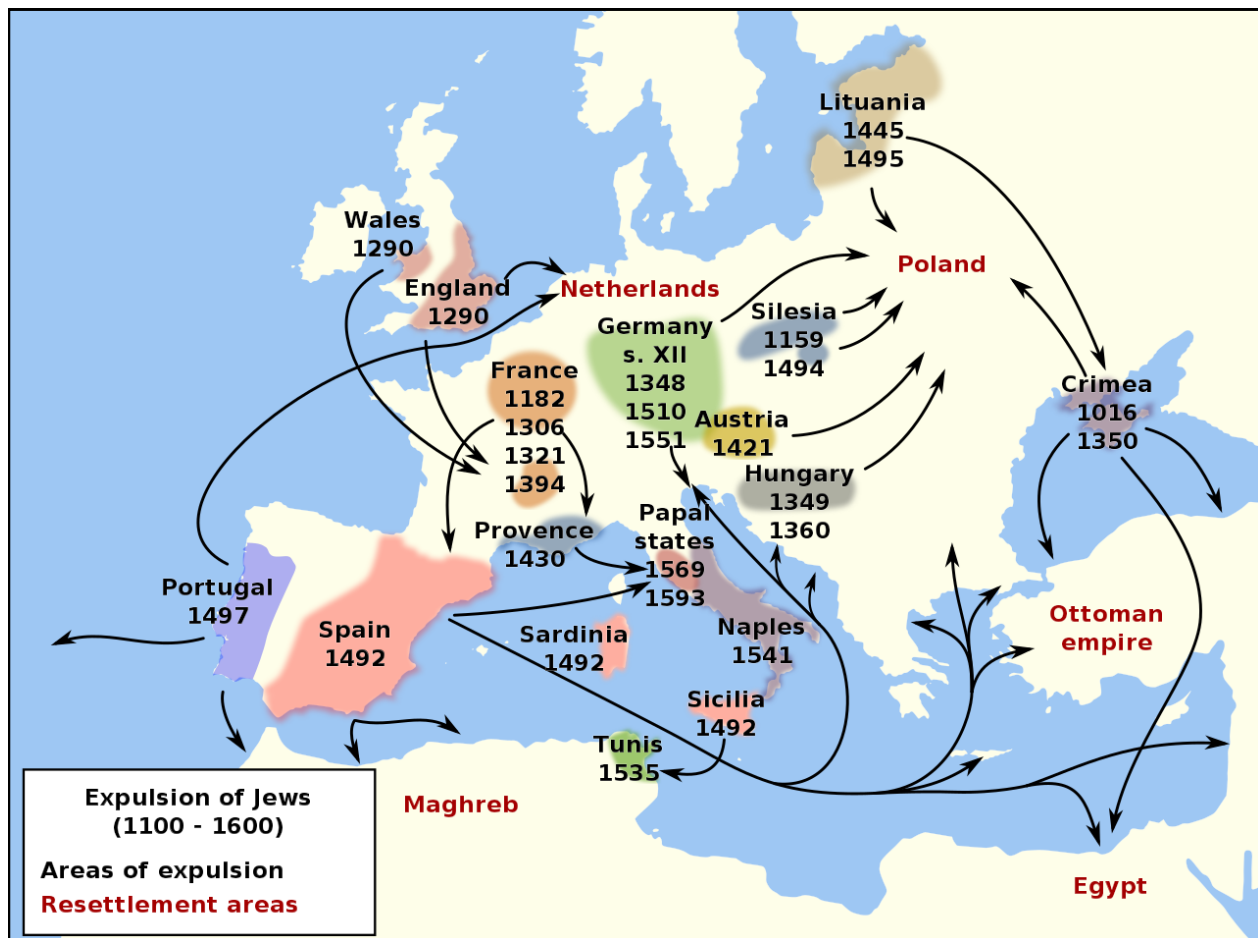 Lituania
1445
1495
Wales
1290
England
1290
Netherlands
Poland
Silesia
1159
1494
Germany
s. XII
1348
1510
1551
France
1182
1306
1321
1394
Austria
1421
Crimea
1016
1350
Hungary
1349
1360
Provence
1430
Papal
states
1569
1593
Portugal
1497
Spain
1492
Sardinia
1492
Naples
1541
Ottoman
empire
Sicilia
1492
Tunis
1535
Maghreb
Egypt
Expulsion of Jews
(1100 - 1600)
Areas of expulsion
Resettlement areas